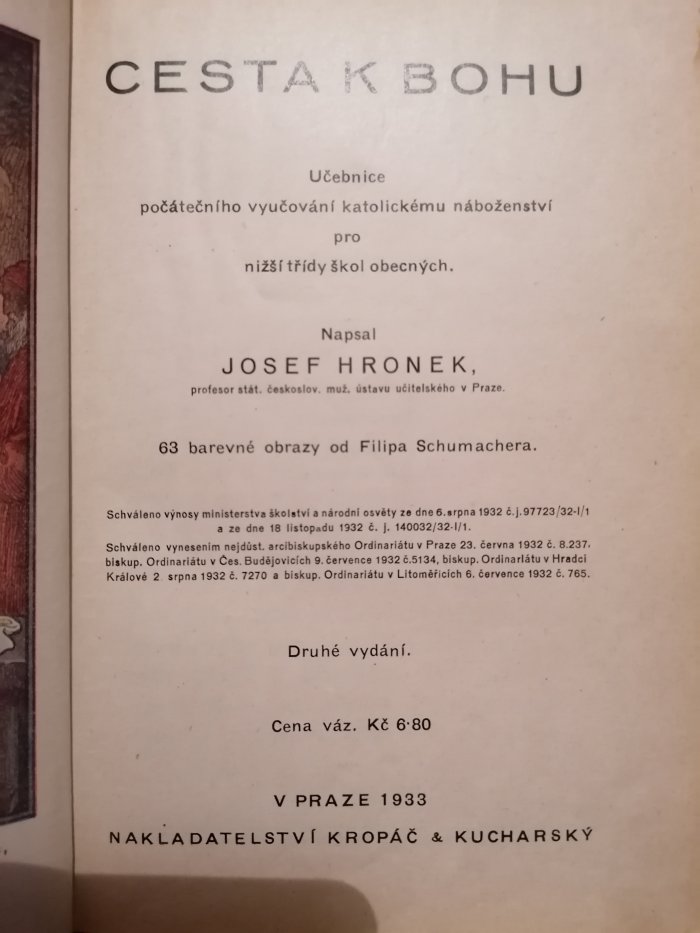 CESTA K BOHU
Učebnice
počátečního vyučování katolickému náboženství
pro
nižší třídy škol obecných.
Napsal
JOSEF HRONEK,
profesor stát. českoslov. muž. ústavu učitelského v Praze.
63 barevné obrazy od Filipa Schumachera.
Schváleno výnosy ministerstva školství a národní osvěty ze dne 6. srpna 1932 č. j. 97723/32-I/1
a ze dne 18 listopadu 1932 č. j. 140032/32-I/1.
Schváleno vynesením nejdůst. arcibiskupského Ordinariátu v Praze 23. června 1932 č. 8.237,
biskup. Ordinariátu v Čes. Budějovicích 9. července 1932 č. 5134, biskup. Ordinariátu v Hradci
Králové 2. srpna 1932 č. 7270 a biskup. Ordinariátu v Litoměřicích 6. července 1932 č. 765.
Druhé vydání.
Cena váz. Kč 6·80
V PRAZE 1933
NAKLADATELSTVÍ KROPÁČ & KUCHARSKÝ